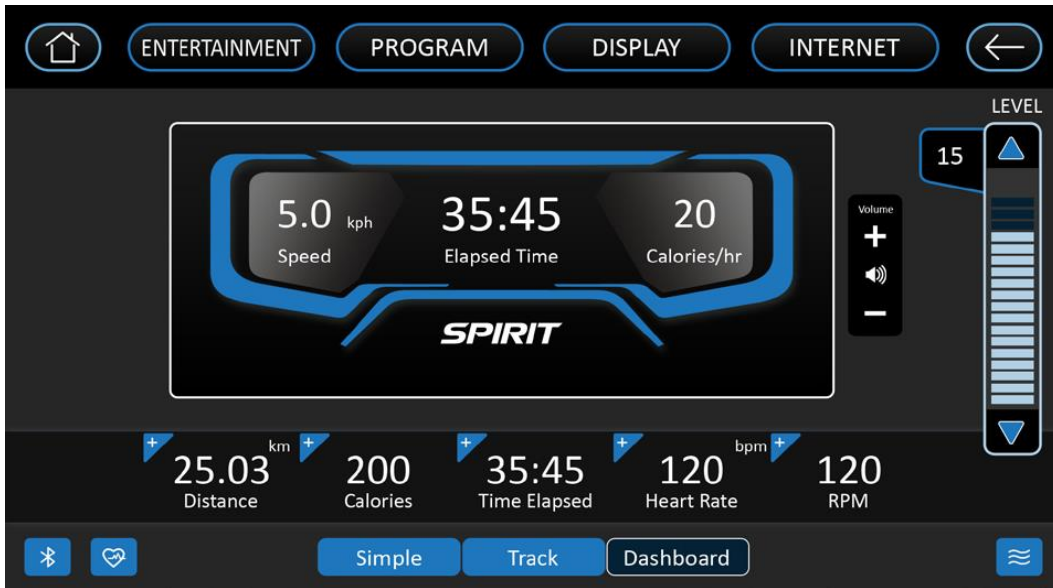 ENTERTAINMENT PROGRAM DISPLAY INTERNET
LEVEL
15
5.0 kph 35:45 20
Speed Elapsed Time Calories/hr
Volume
+
−
SPIRIT
+ km + + + bpm +
25.03 200 35:45 120 120
Distance Calories Time Elapsed Heart Rate RPM
Simple Track Dashboard